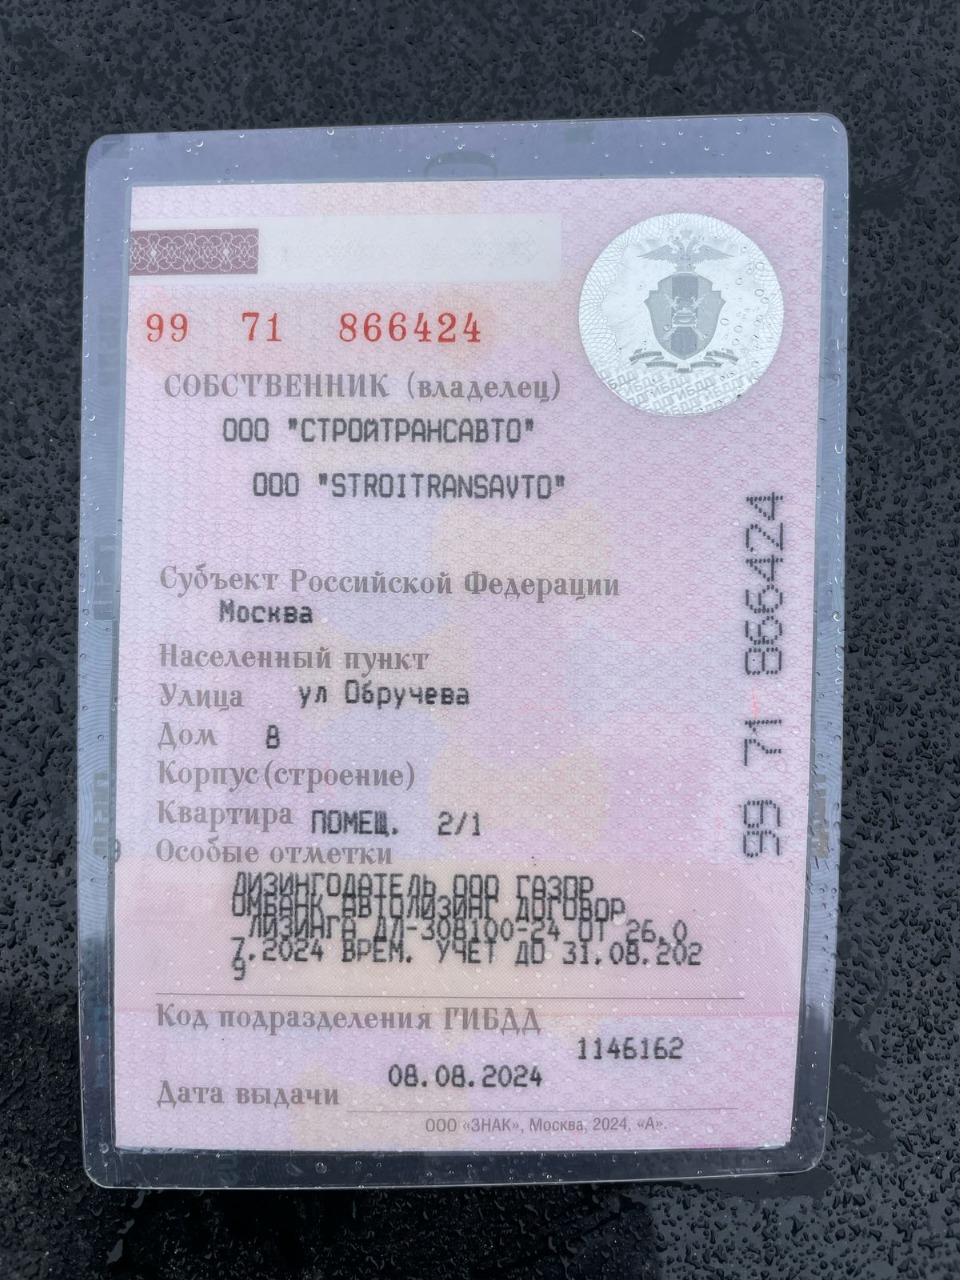 99 71 866424
СОБСТВЕННИК (владелец)
ООО "СТРОЙТРАНСАВТО"
ООО "STROITRANSAVTO"
Субъект Российской Федерации
Москва
Населенный пункт
Улица ул Обручева
Дом 8
Корпус (строение)
Квартира ПОМЕЩ. 2/1
Особые отметки
ЛИЗИНГОДАТЕЛЬ ООО ГАЗПР
ОМБАНК АВТОЛИЗИНГ ДОГОВОР
ЛИЗИНГА ДЛ-308100-24 ОТ 26.0
7.2024 ВРЕМ. УЧЕТ ДО 31.08.202
9
Код подразделения ГИБДД
1146162
Дата выдачи 08.08.2024
ООО «ЗНАК», Москва, 2024, «А».
99 71 866424